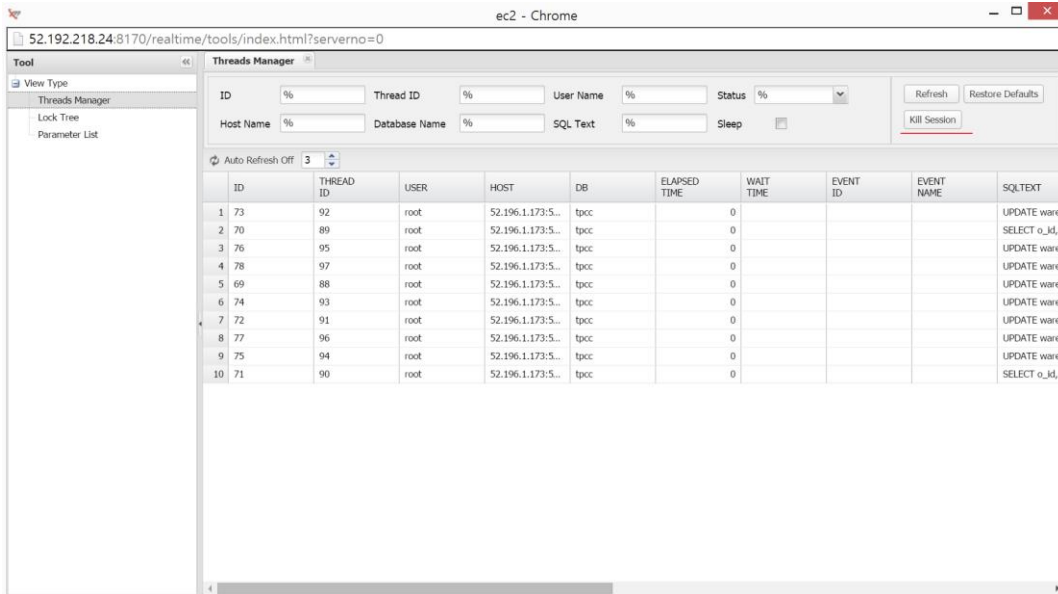 ec2 - Chrome
52.192.218.24:8170/realtime/tools/index.html?serverno=0
Tool
View Type
Threads Manager
Lock Tree
Parameter List
Threads Manager
ID % Thread ID % User Name % Status %
Host Name % Database Name % SQL Text % Sleep
Refresh Restore Defaults
Kill Session
Auto Refresh Off 3
ID THREAD ID USER HOST DB ELAPSED TIME WAIT TIME EVENT ID EVENT NAME SQLTEXT
1 73 92 root 52.196.1.173:5... tpcc 0 UPDATE ware
2 70 89 root 52.196.1.173:5... tpcc 0 SELECT o_id,
3 76 95 root 52.196.1.173:5... tpcc 0 UPDATE ware
4 78 97 root 52.196.1.173:5... tpcc 0 UPDATE ware
5 69 88 root 52.196.1.173:5... tpcc 0 UPDATE ware
6 74 93 root 52.196.1.173:5... tpcc 0 UPDATE ware
7 72 91 root 52.196.1.173:5... tpcc 0 UPDATE ware
8 77 96 root 52.196.1.173:5... tpcc 0 UPDATE ware
9 75 94 root 52.196.1.173:5... tpcc 0 UPDATE ware
10 71 90 root 52.196.1.173:5... tpcc 0 SELECT o_id,